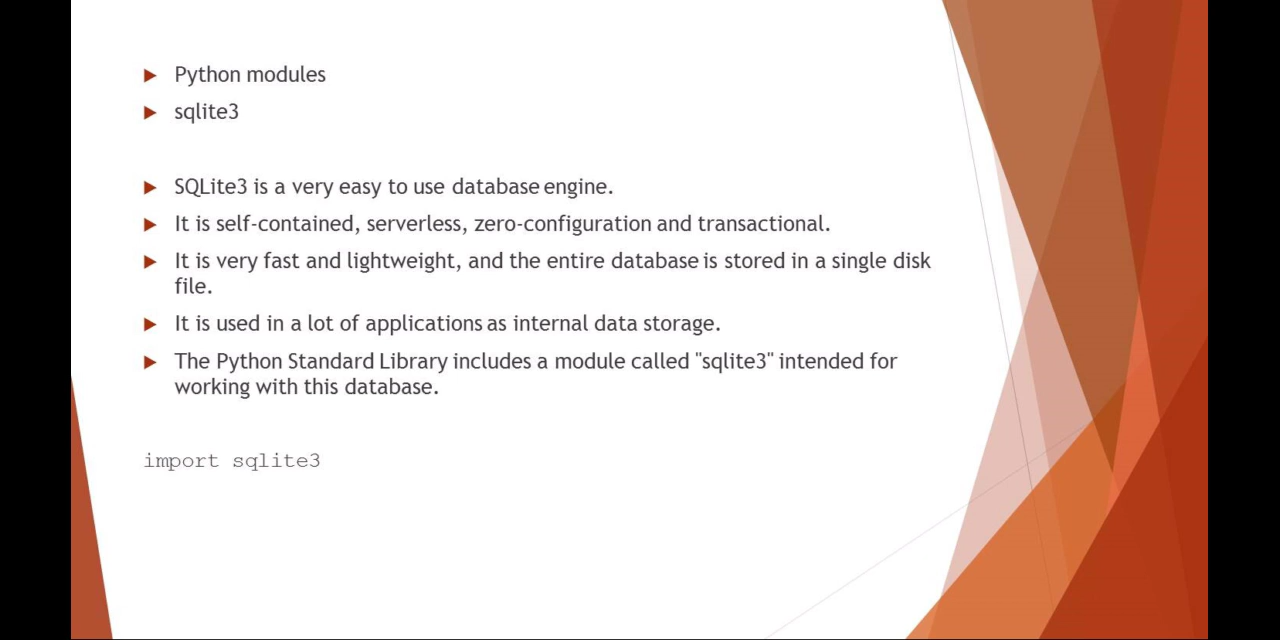 Python modules
sqlite3
SQLite3 is a very easy to use database engine.
It is self-contained, serverless, zero-configuration and transactional.
It is very fast and lightweight, and the entire database is stored in a single disk
file.
It is used in a lot of applications as internal data storage.
The Python Standard Library includes a module called "sqlite3" intended for
working with this database.
import sqlite3